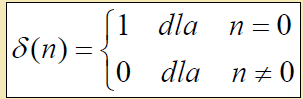 δ(n) = { 1 dla n = 0
0 dla n ≠ 0